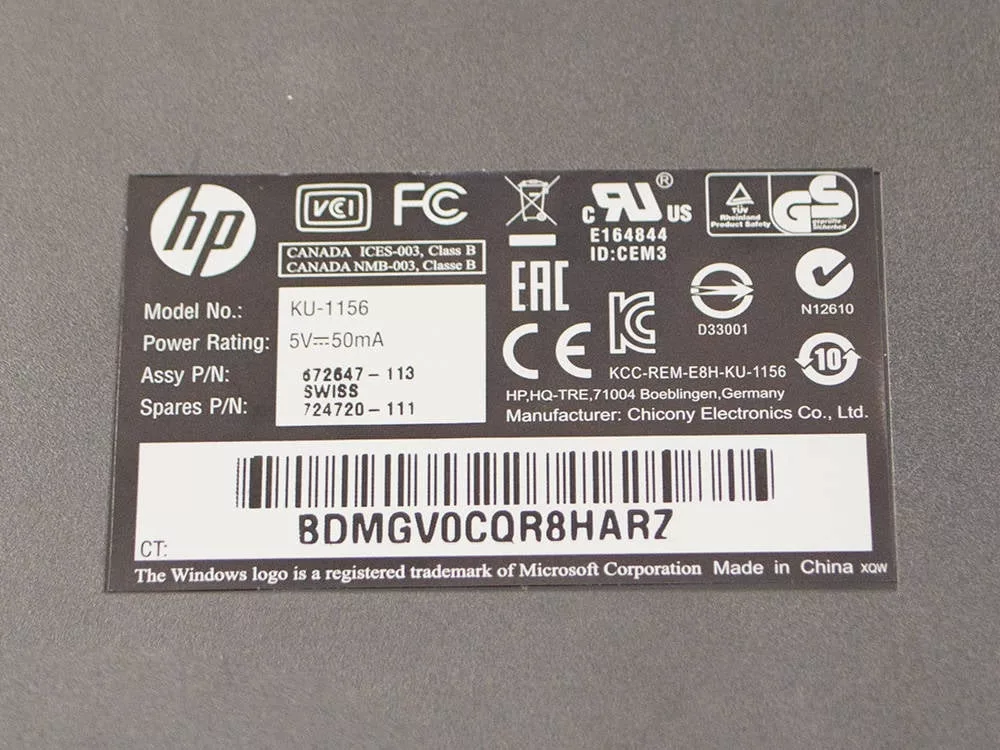 hp
VCI
FC
c RU ® US
E164844
ID:CEM3
TÜV
Rheinland
Product Safety
GS
geprüfte
Sicherheit
CANADA ICES-003, Class B
CANADA NMB-003, Classe B
EAC
N12610
D33001
Model No.: KU-1156
Power Rating: 5V⎓50mA
CE
10
KCC-REM-E8H-KU-1156
Assy P/N: 672647-113
SWISS
Spares P/N: 724720-111
HP,HQ-TRE,71004 Boeblingen,Germany
Manufacturer: Chicony Electronics Co., Ltd.
BDMGV0CQR8HARZ
CT:
The Windows logo is a registered trademark of Microsoft Corporation Made in China XQW